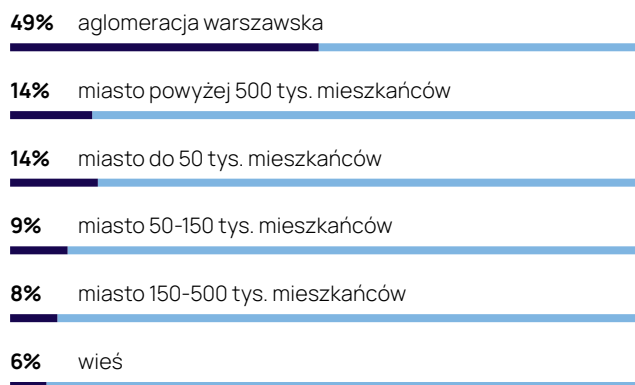 49% aglomeracja warszawska
14% miasto powyżej 500 tys. mieszkańców
14% miasto do 50 tys. mieszkańców
9% miasto 50-150 tys. mieszkańców
8% miasto 150-500 tys. mieszkańców
6% wieś